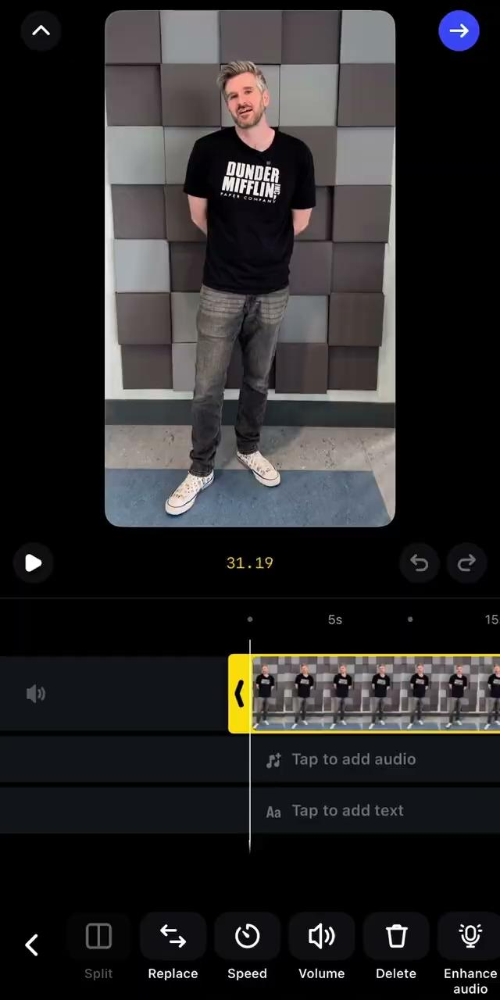 DUNDER
MIFFLIN INC.
PAPER COMPANY
31.19
5s
15
Tap to add audio
Aa Tap to add text
Split
Replace
Speed
Volume
Delete
Enhance
audio